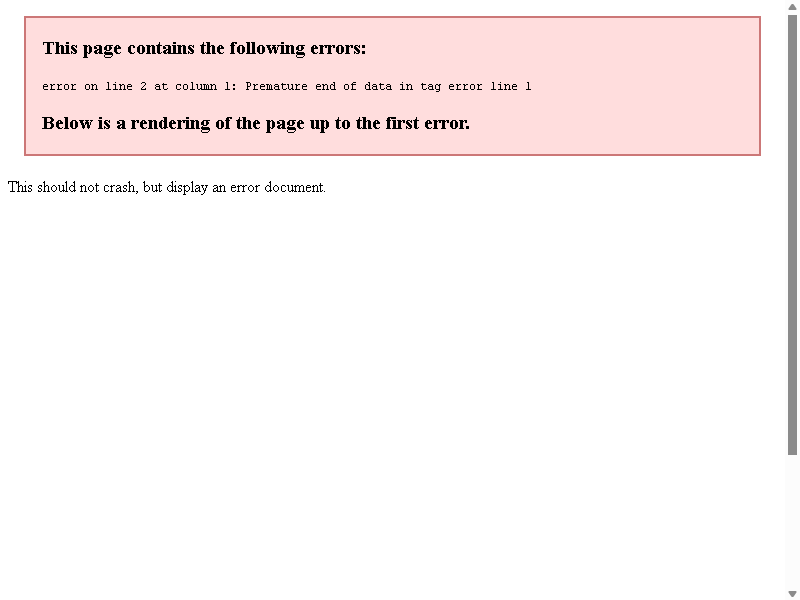 This page contains the following errors:
error on line 2 at column 1: Premature end of data in tag error line 1
Below is a rendering of the page up to the first error.
This should not crash, but display an error document.